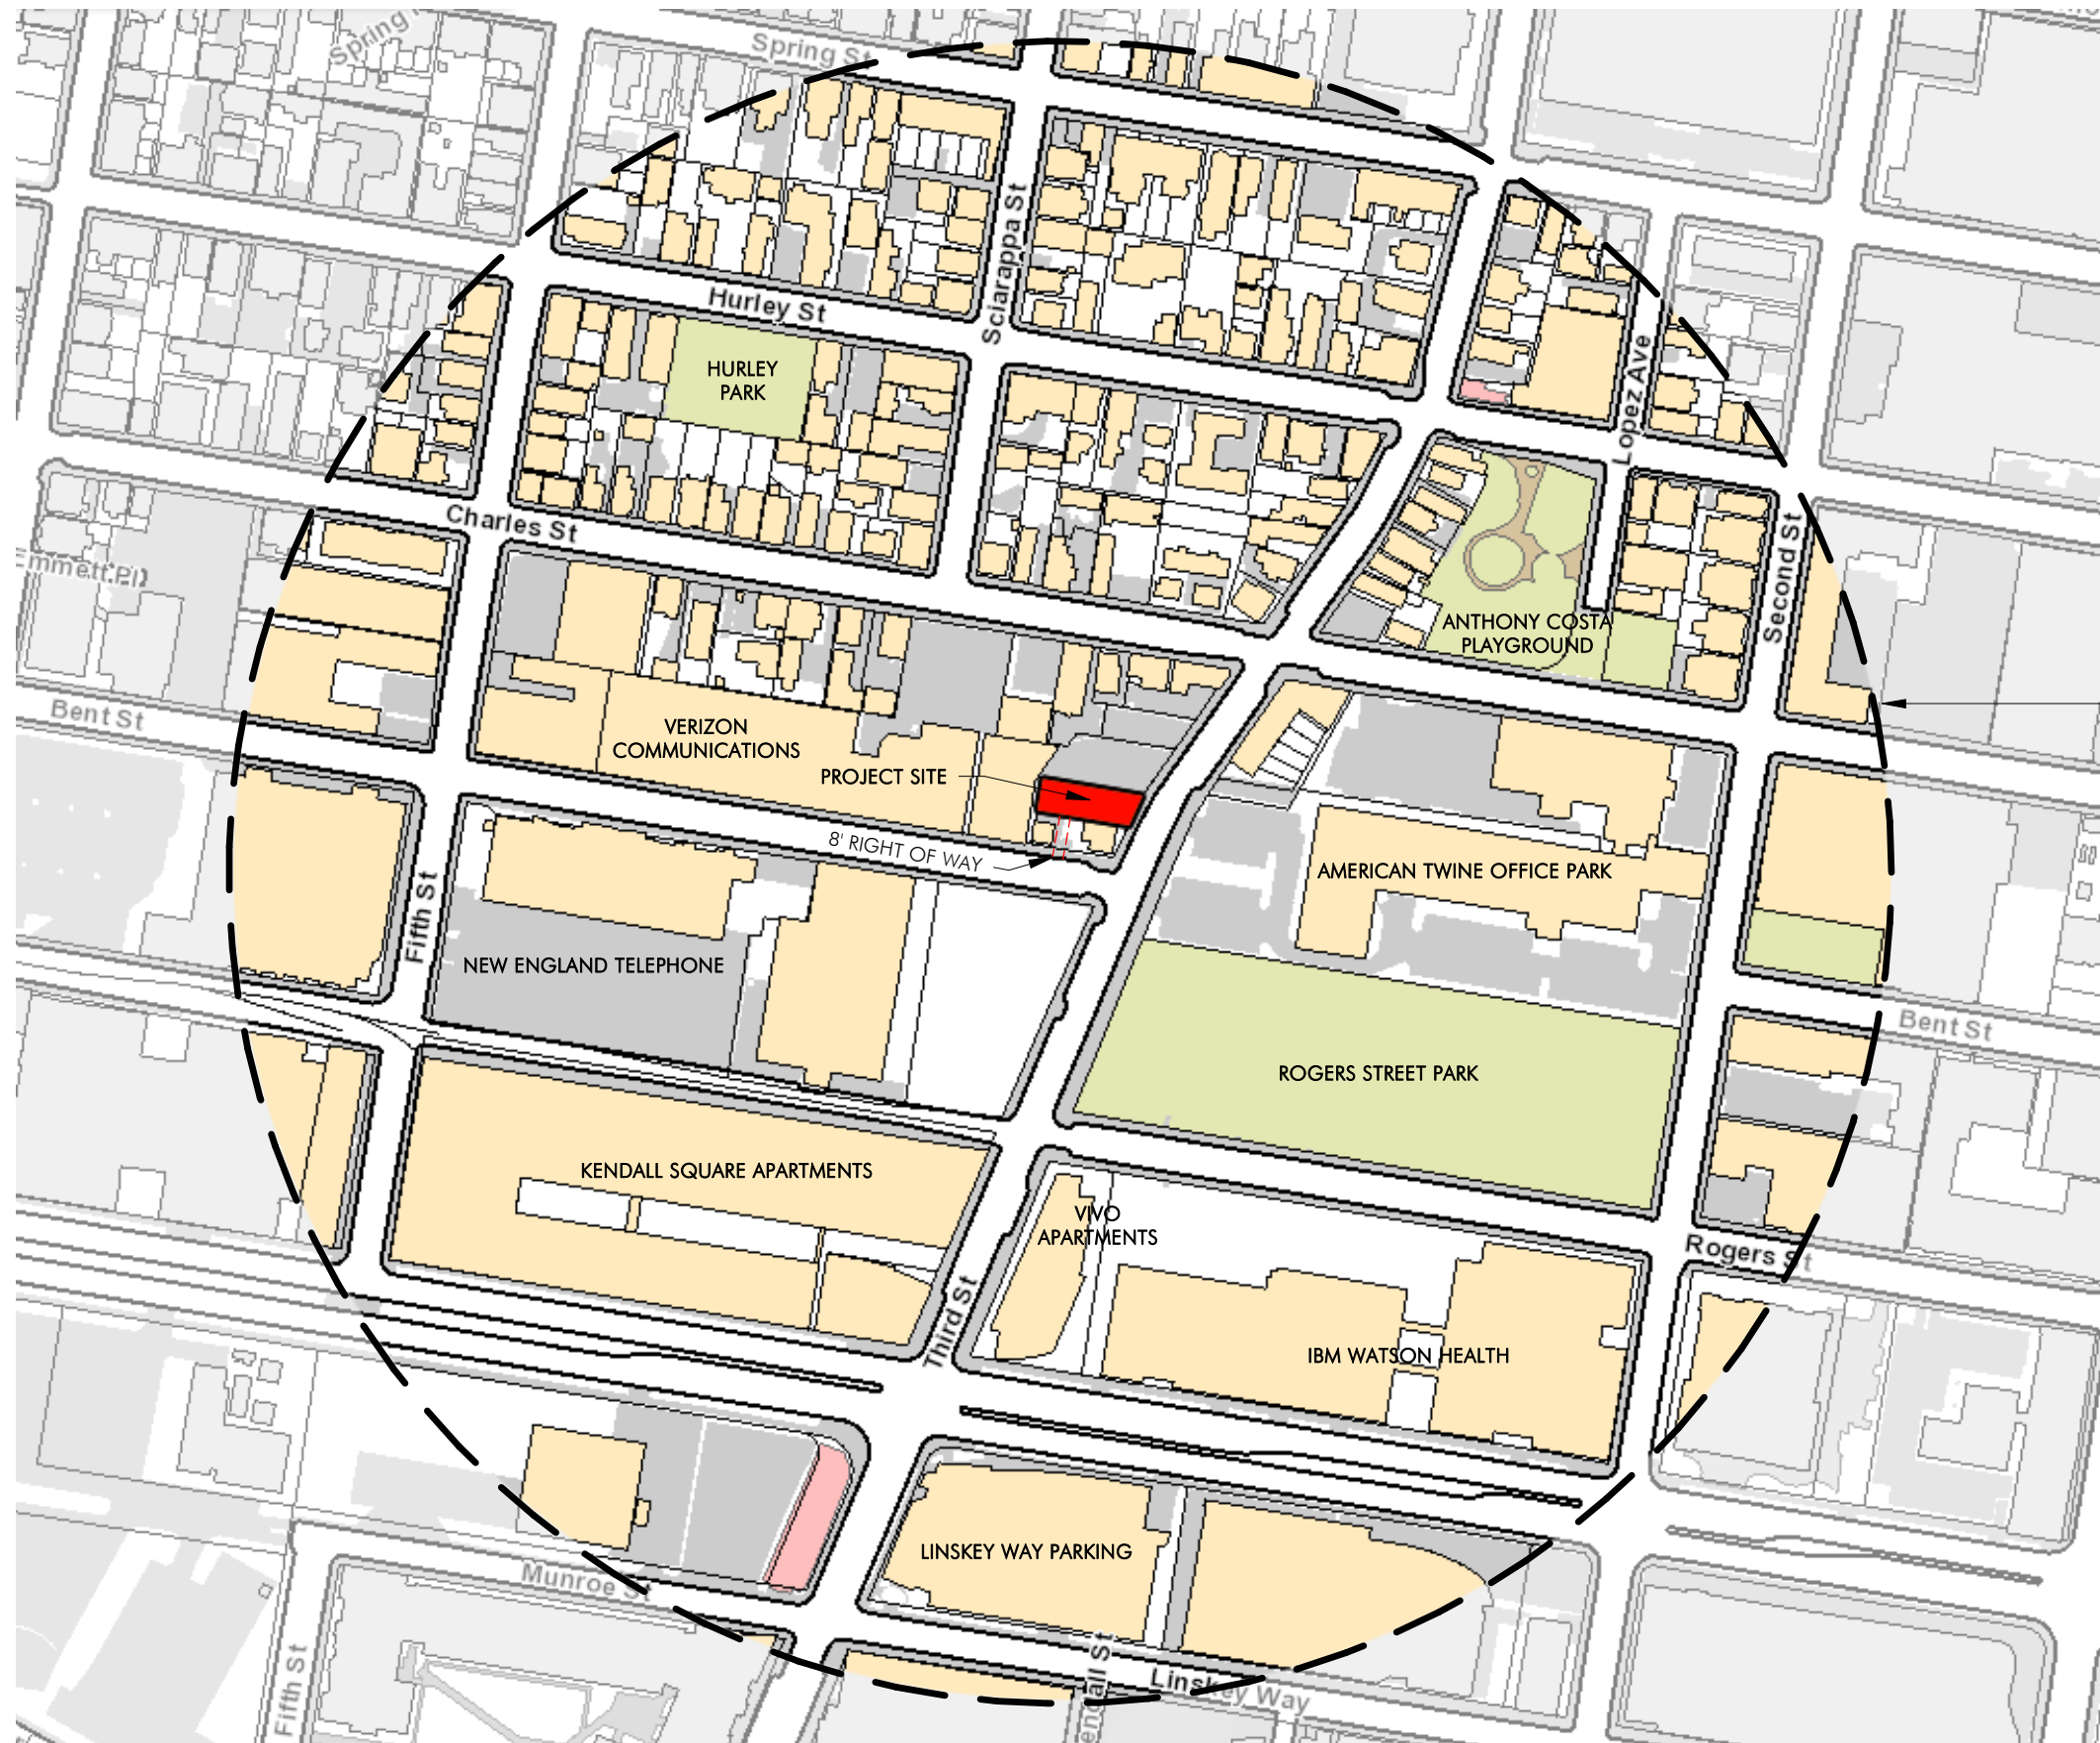 Spring
Spring St
Sciarappa St
Hurley St
HURLEY
PARK
Lopez Ave
Charles St
Emmett Pl
Second St
ANTHONY COSTA
PLAYGROUND
Bent St
VERIZON
COMMUNICATIONS
PROJECT SITE
8' RIGHT OF WAY
AMERICAN TWINE OFFICE PARK
Fifth St
NEW ENGLAND TELEPHONE
Bent St
ROGERS STREET PARK
KENDALL SQUARE APARTMENTS
VIVO
APARTMENTS
Rogers St
Third St
IBM WATSON HEALTH
LINSKEY WAY PARKING
Munroe St
Fifth St
Linskey Way